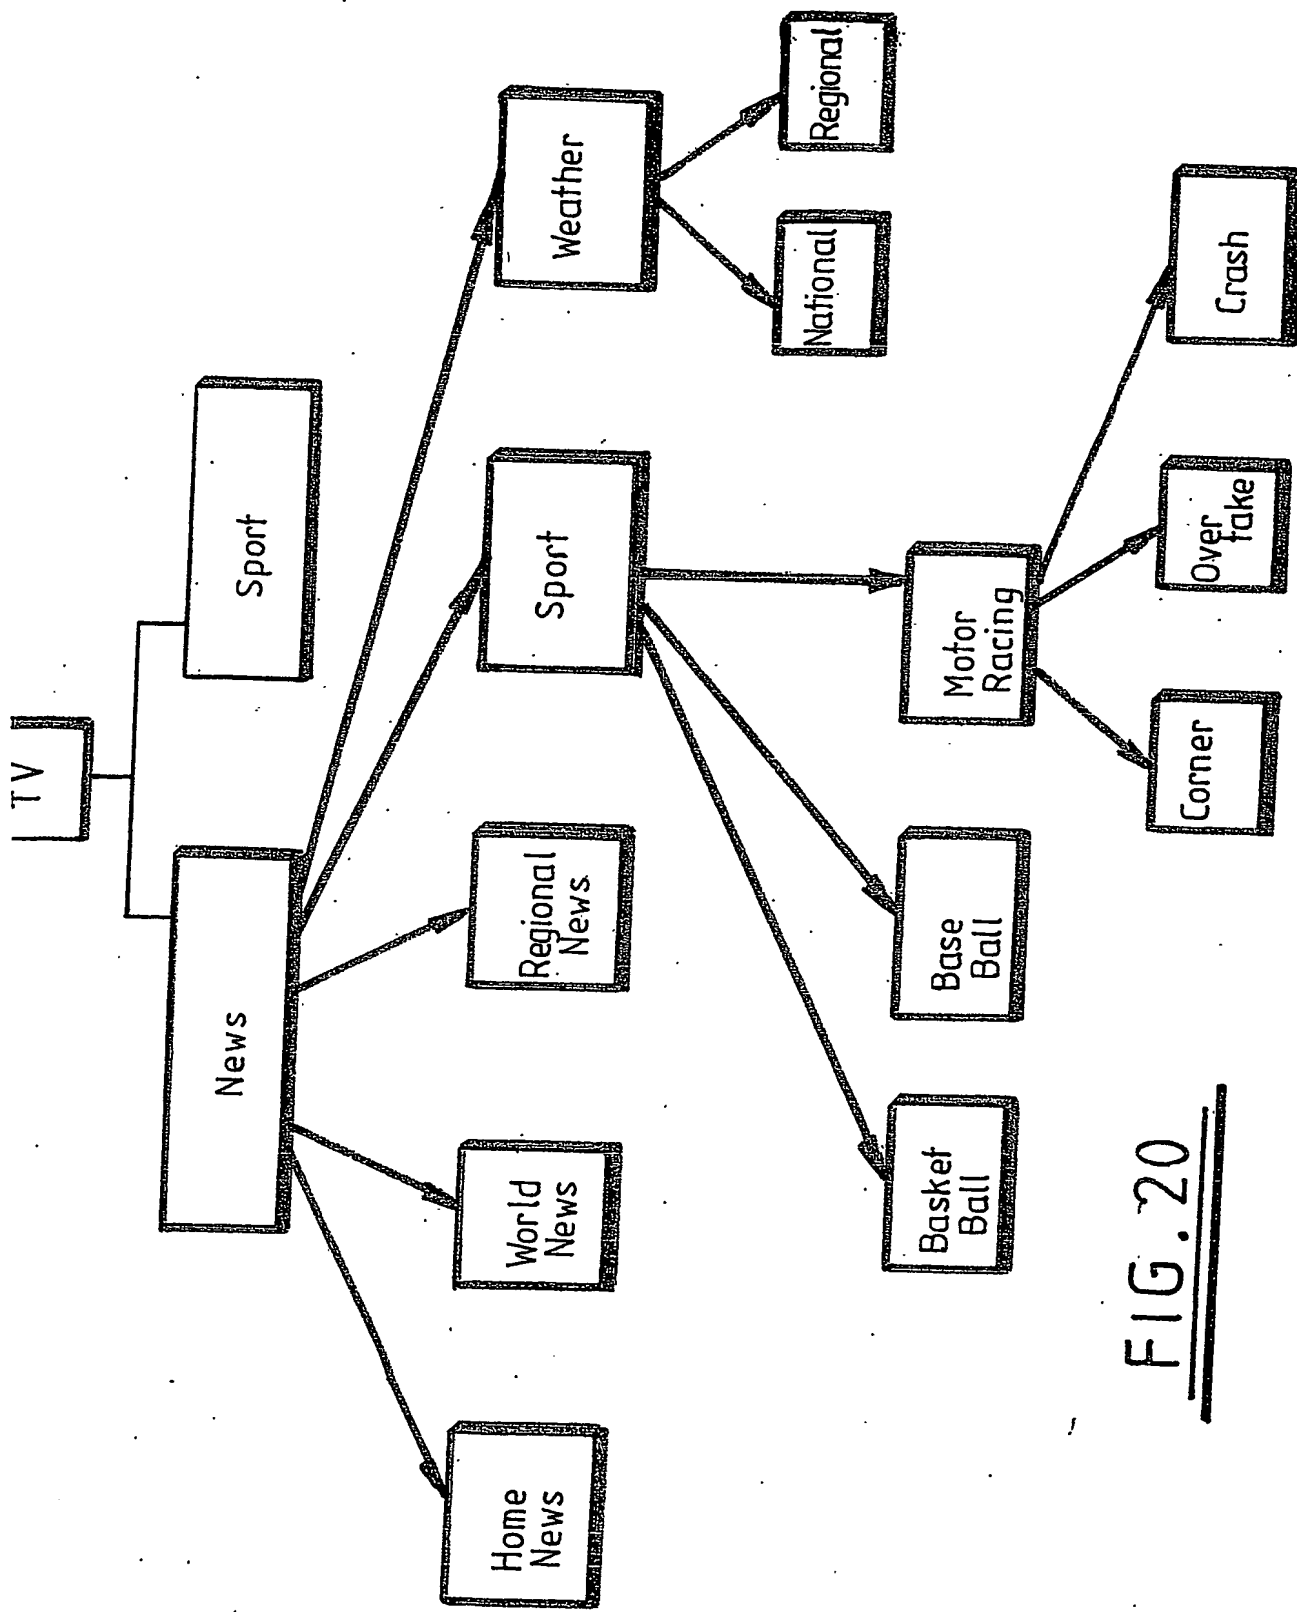 TV
News
Sport
Home
News
World
News
Regional
News
Sport
Weather
National
Regional
Basket
Ball
Base
Ball
Motor
Racing
Corner
Over
take
Crash
FIG. 20